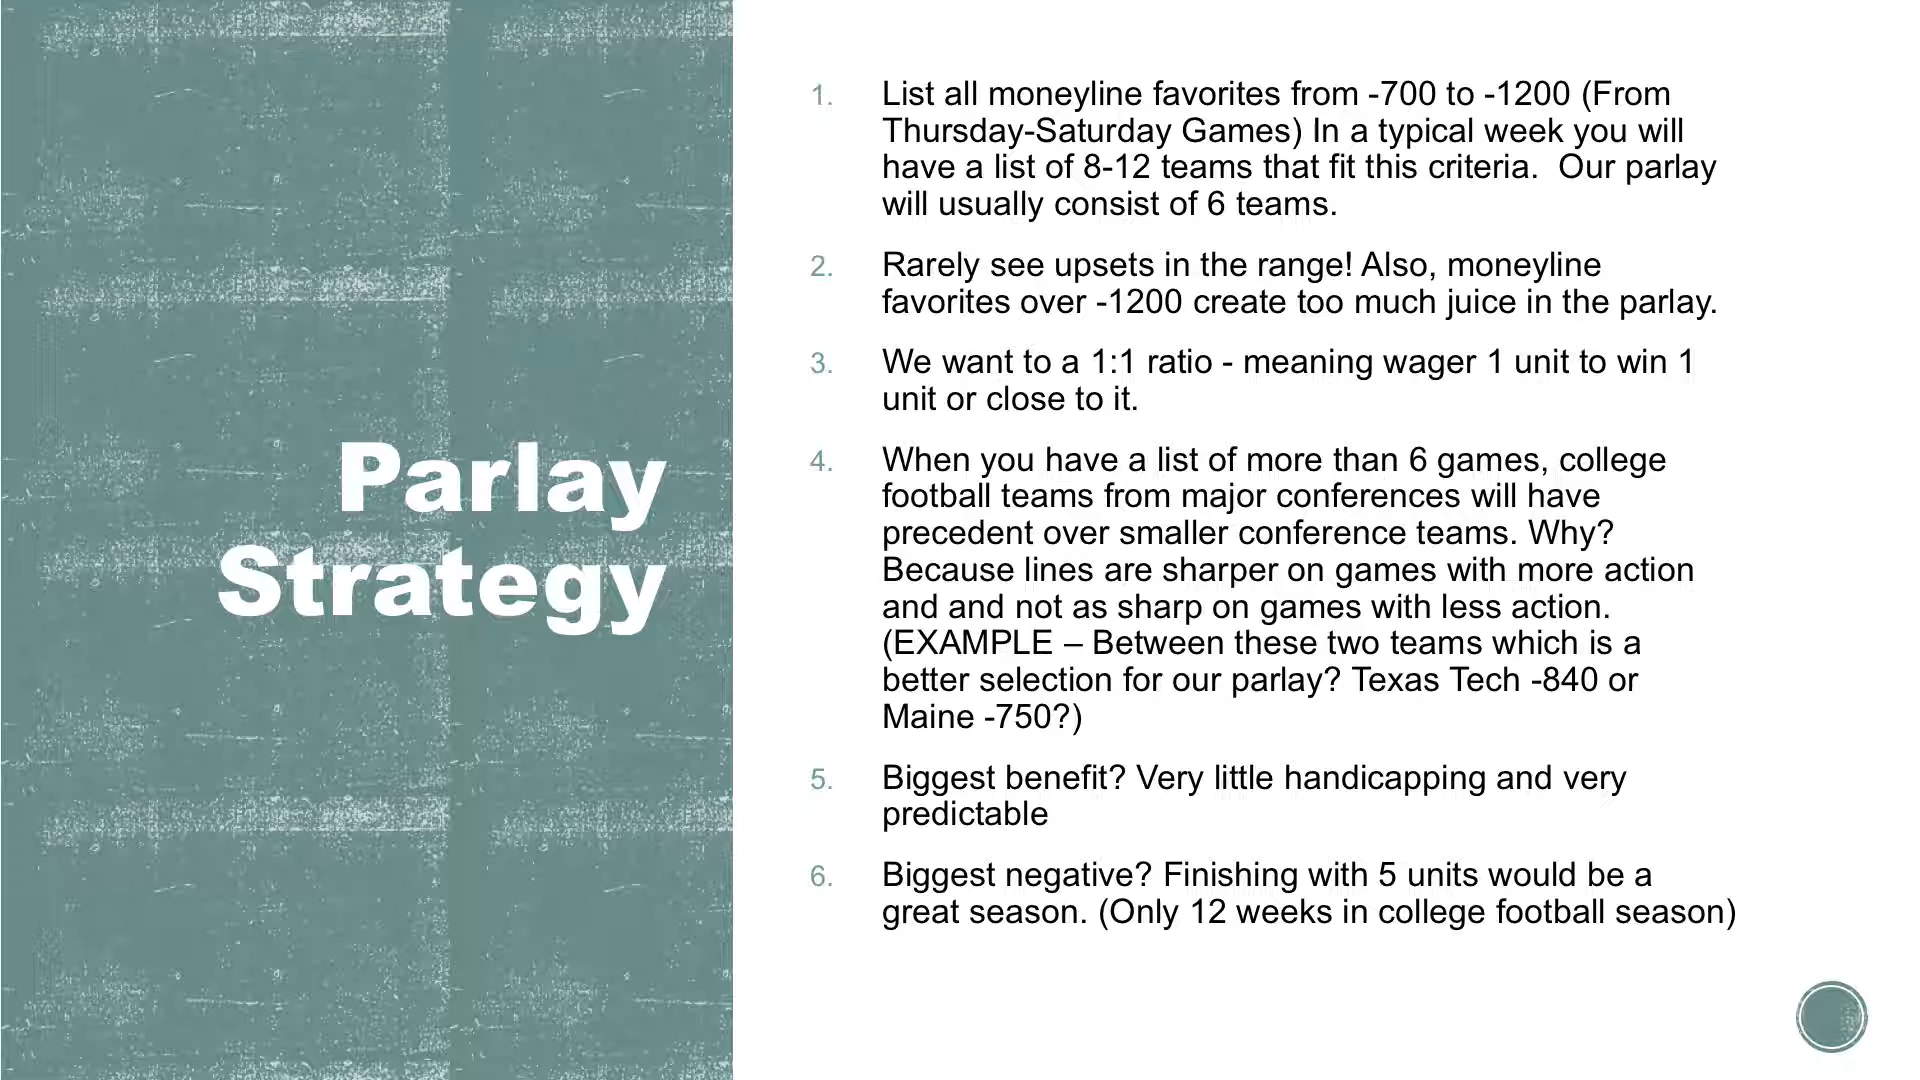 Parlay
Strategy
1. List all moneyline favorites from -700 to -1200 (From
Thursday-Saturday Games) In a typical week you will
have a list of 8-12 teams that fit this criteria.  Our parlay
will usually consist of 6 teams.
2. Rarely see upsets in the range! Also, moneyline
favorites over -1200 create too much juice in the parlay.
3. We want to a 1:1 ratio - meaning wager 1 unit to win 1
unit or close to it.
4. When you have a list of more than 6 games, college
football teams from major conferences will have
precedent over smaller conference teams. Why?
Because lines are sharper on games with more action
and and not as sharp on games with less action.
(EXAMPLE – Between these two teams which is a
better selection for our parlay? Texas Tech -840 or
Maine -750?)
5. Biggest benefit? Very little handicapping and very
predictable
6. Biggest negative? Finishing with 5 units would be a
great season. (Only 12 weeks in college football season)